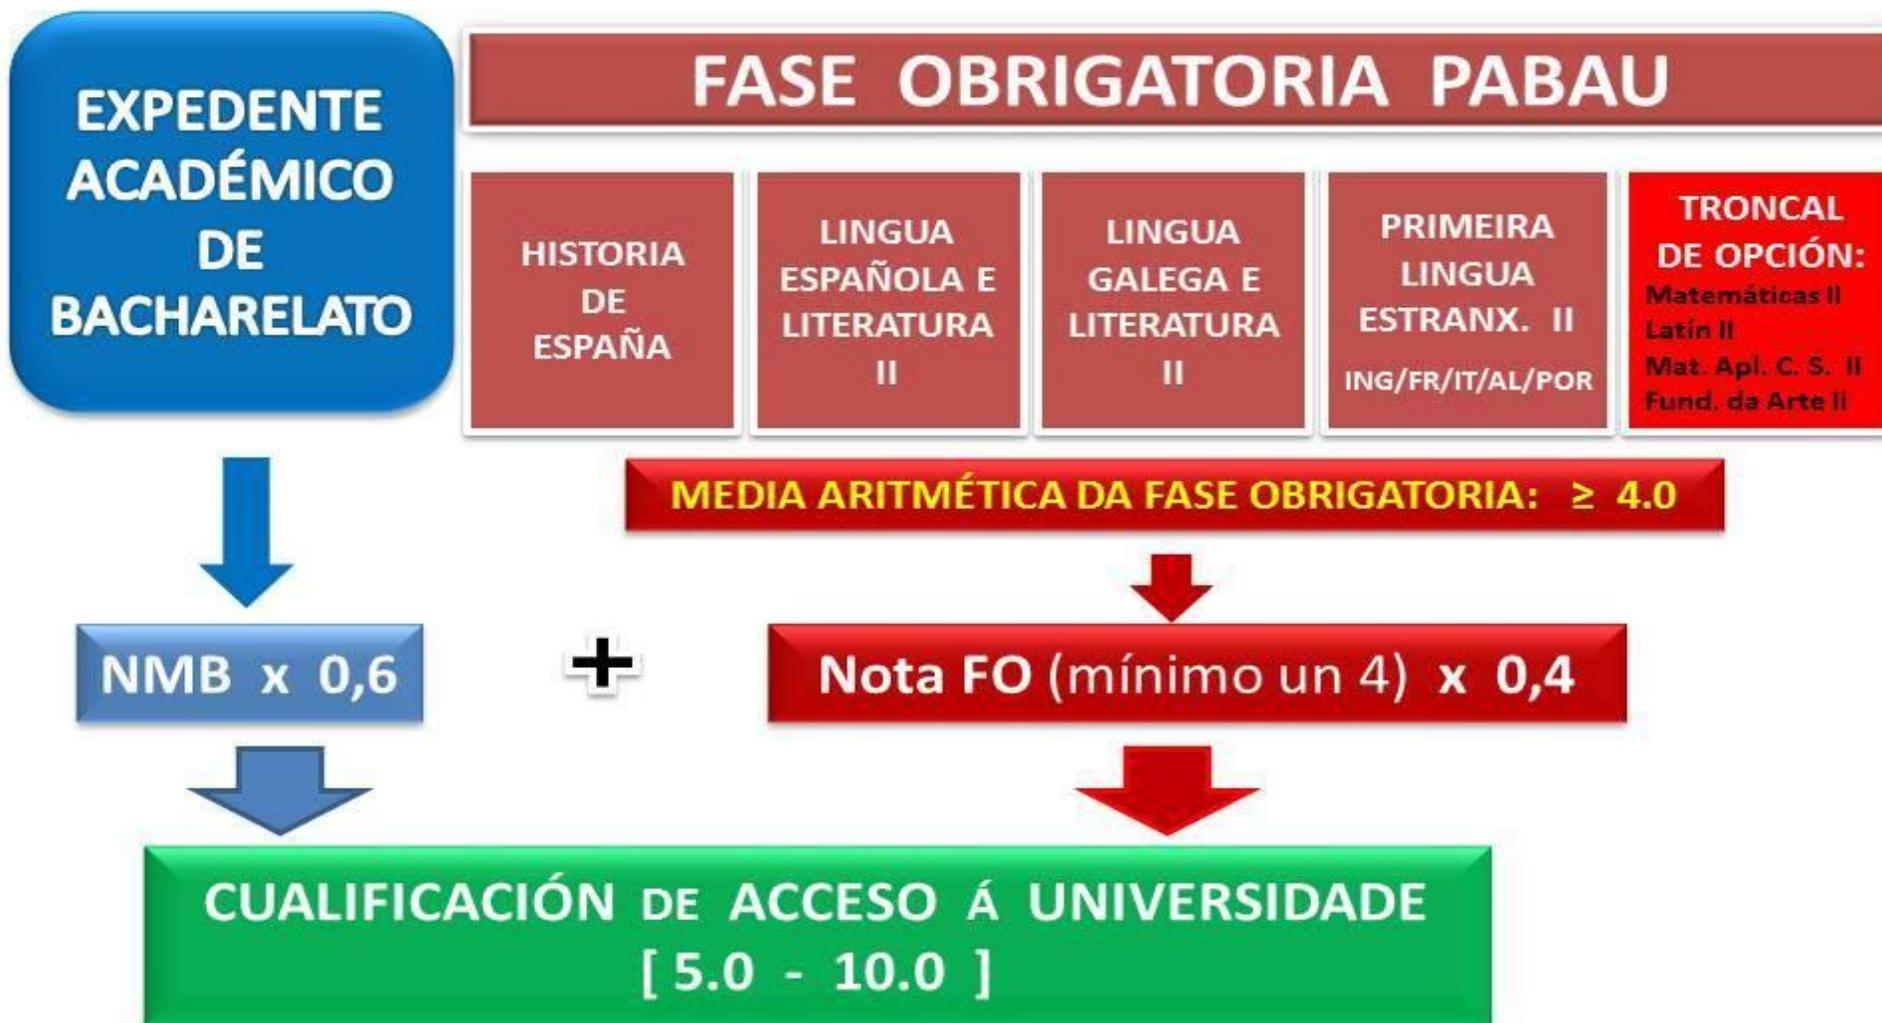 EXPEDENTE
ACADÉMICO
DE
BACHARELATO
FASE OBRIGATORIA PABAU
HISTORIA
DE
ESPAÑA
LINGUA
ESPAÑOLA E
LITERATURA
II
LINGUA
GALEGA E
LITERATURA
II
PRIMEIRA
LINGUA
ESTRANX. II
ING/FR/IT/AL/POR
TRONCAL
DE OPCIÓN:
Matemáticas II
Latín II
Mat. Apl. C. S. II
Fund. da Arte II
MEDIA ARITMÉTICA DA FASE OBRIGATORIA: ≥ 4.0
NMB x 0,6
+
Nota FO (mínimo un 4) x 0,4
CUALIFICACIÓN DE ACCESO Á UNIVERSIDADE
[ 5.0 - 10.0 ]